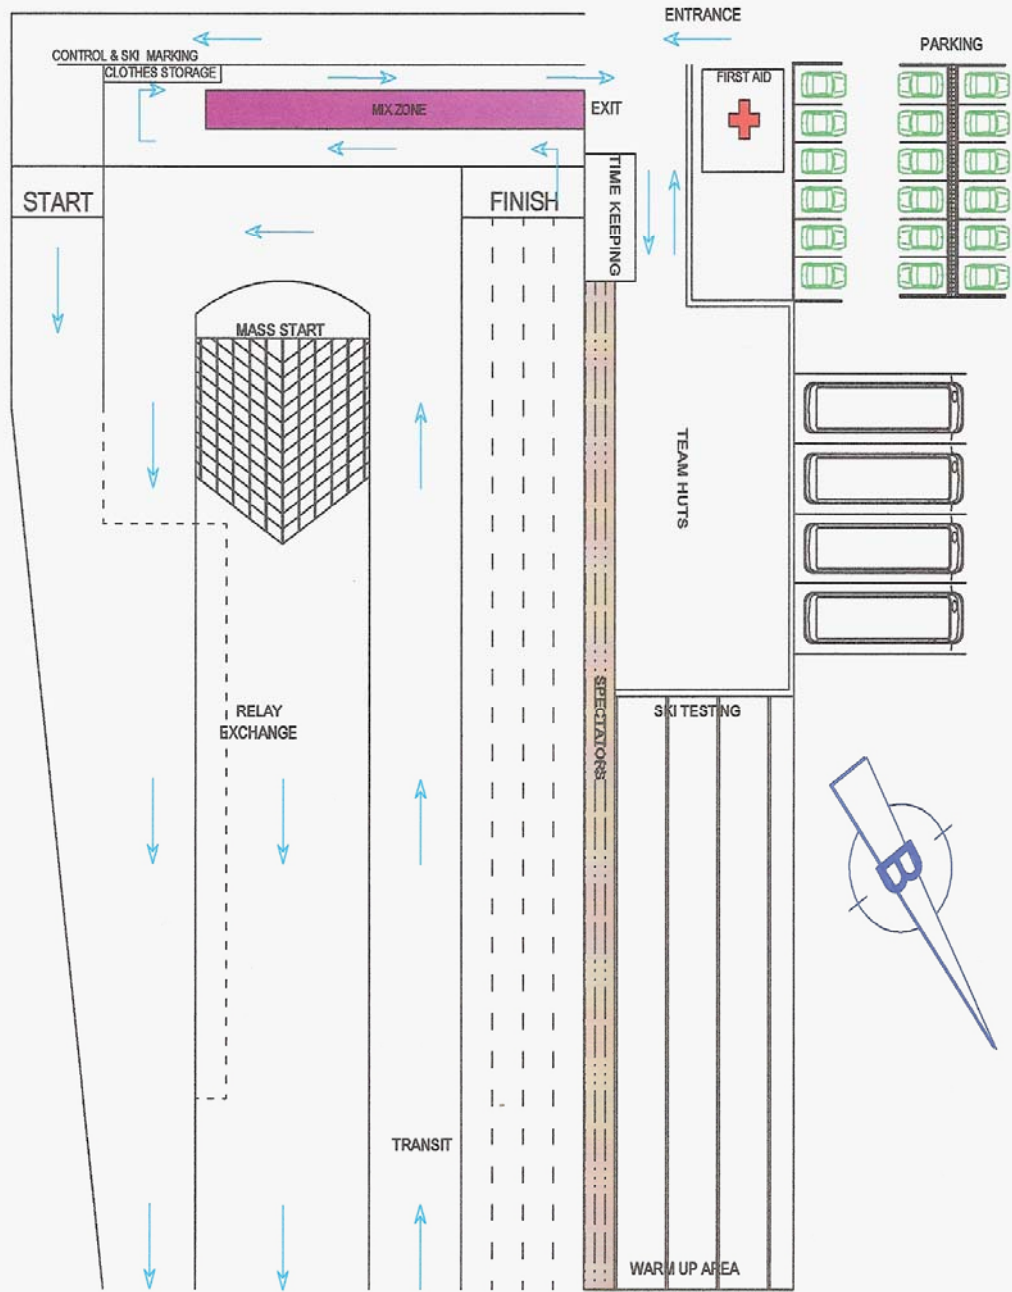 ENTRANCE
PARKING
CONTROL & SKI MARKING
CLOTHES STORAGE
FIRST AID
MIX ZONE
EXIT
START
FINISH
TIME KEEPING
MASS START
TEAM HUTS
SPECTATORS
SKI TESTING
RELAY
EXCHANGE
B
TRANSIT
WARM UP AREA